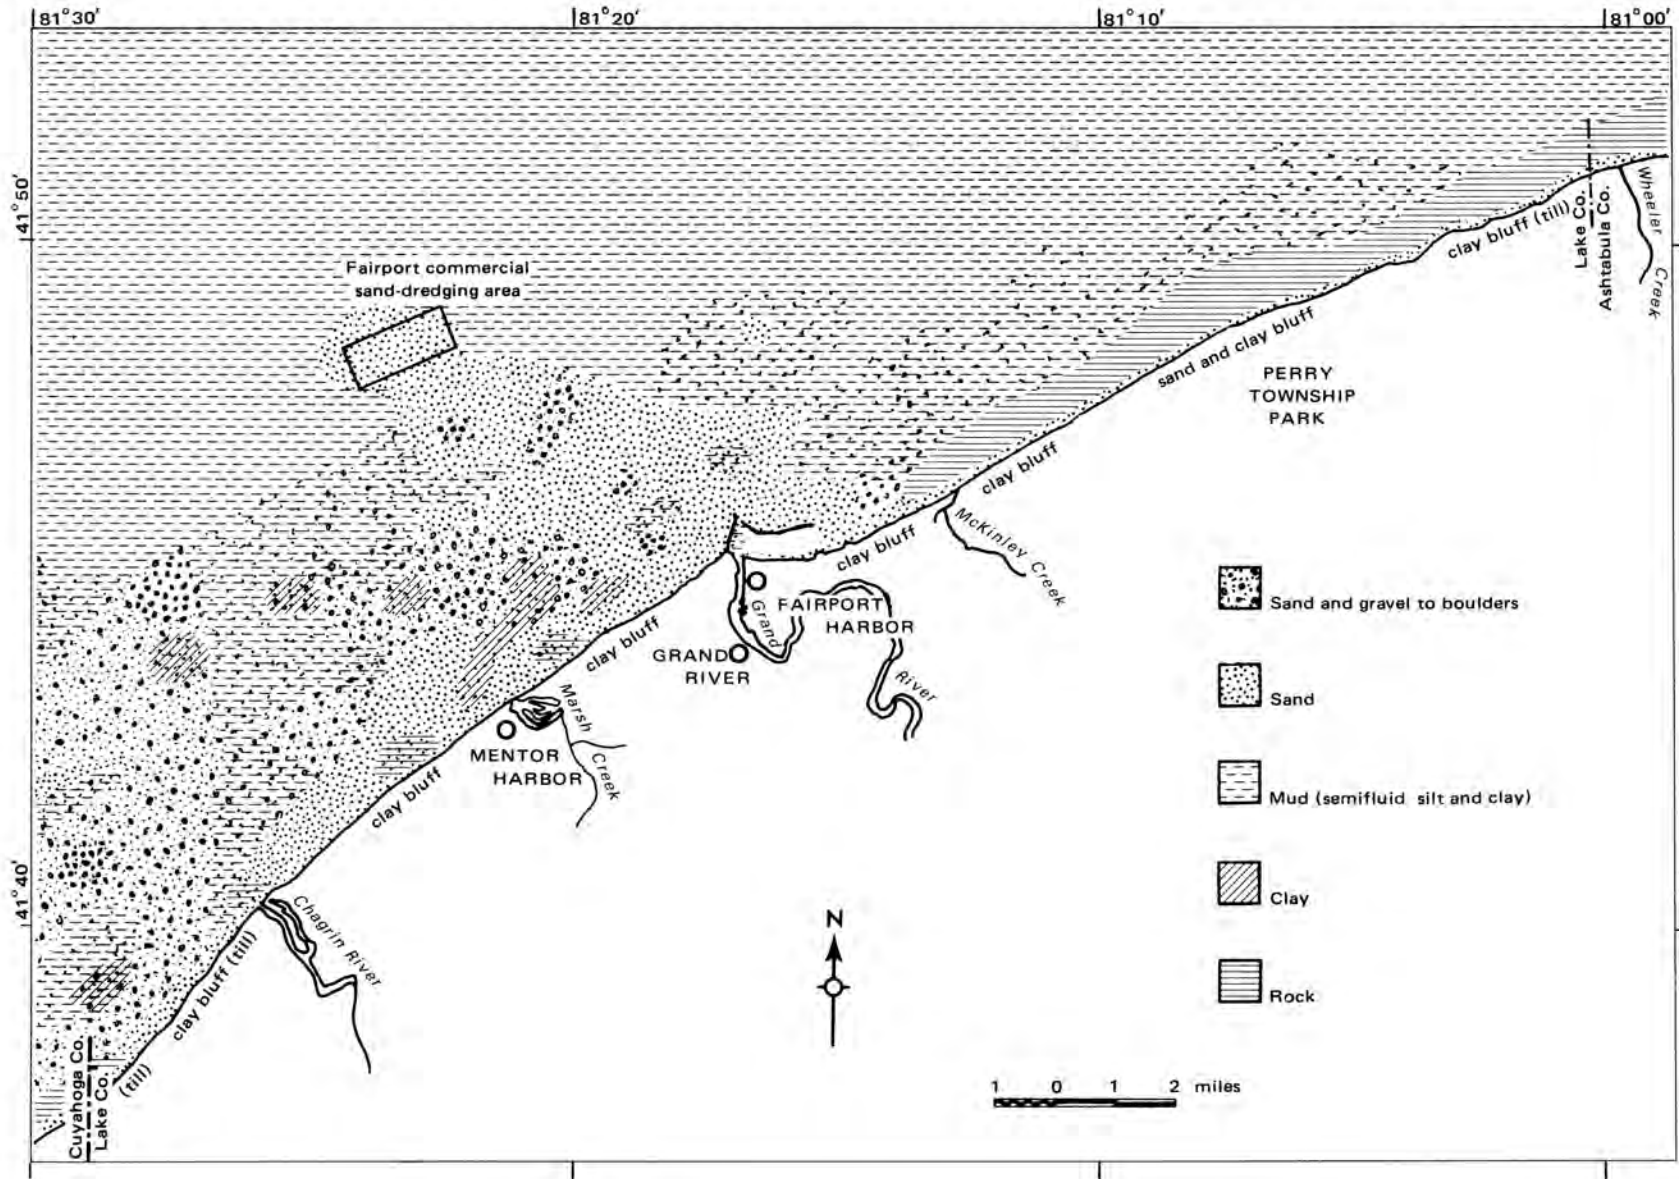 81°30'
81°20'
81°10'
81°00'
41°50'
41°40'
Fairport commercial
sand-dredging area
clay bluff (till)
Lake Co.
Ashtabula Co.
Wheeler Creek
sand and clay bluff
PERRY
TOWNSHIP
PARK
clay bluff
McKinley Creek
clay bluff
FAIRPORT
HARBOR
Grand
River
GRAND
RIVER
clay bluff
Marsh
Creek
MENTOR
HARBOR
clay bluff
Chagrin River
clay bluff (till)
(till)
Cuyahoga Co.
Lake Co.
N
1 0 1 2 miles
Sand and gravel to boulders
Sand
Mud (semifluid silt and clay)
Clay
Rock